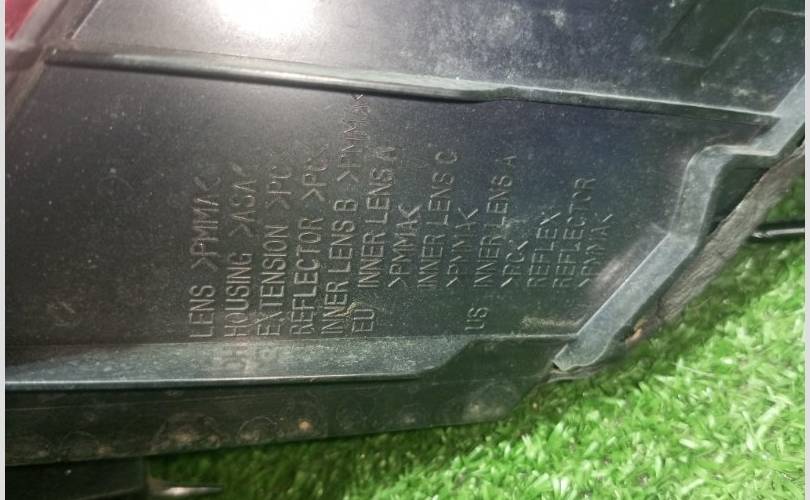 LENS >PMMA<
HOUSING >ASA<
EXTENSION >PC<
REFLECTOR >PC<
INNER LENS B >PMMA<
EU INNER LENS A
>PMMA<
INNER LENS C
>PMMA<
US INNER LENS A
>PC<
REFLEX
REFLECTOR
>PMMA<